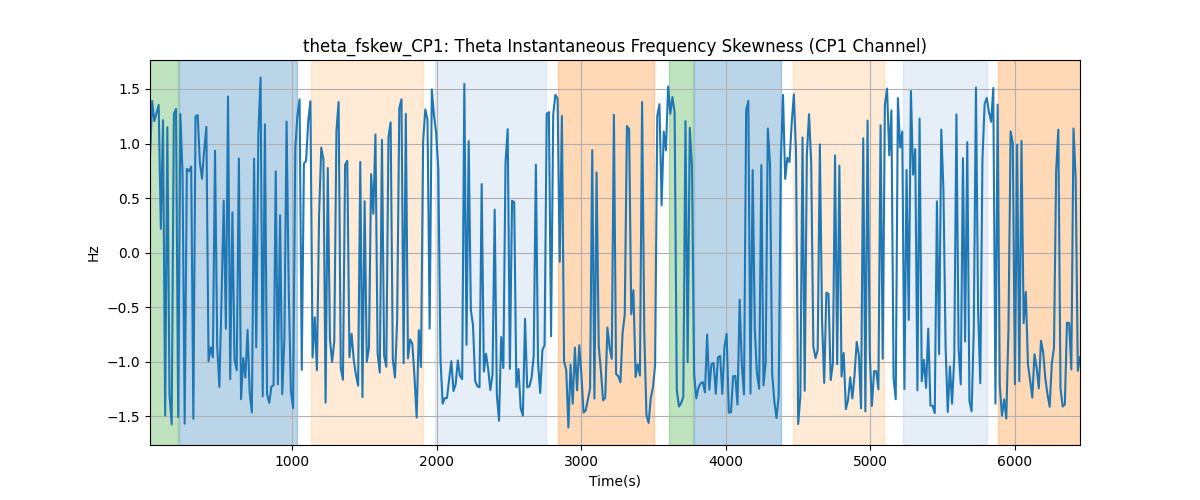 theta_fskew_CP1: Theta Instantaneous Frequency Skewness (CP1 Channel)
1.5
1.0
0.5
0.0
−0.5
−1.0
−1.5
Hz
1000 2000 3000 4000 5000 6000
Time(s)